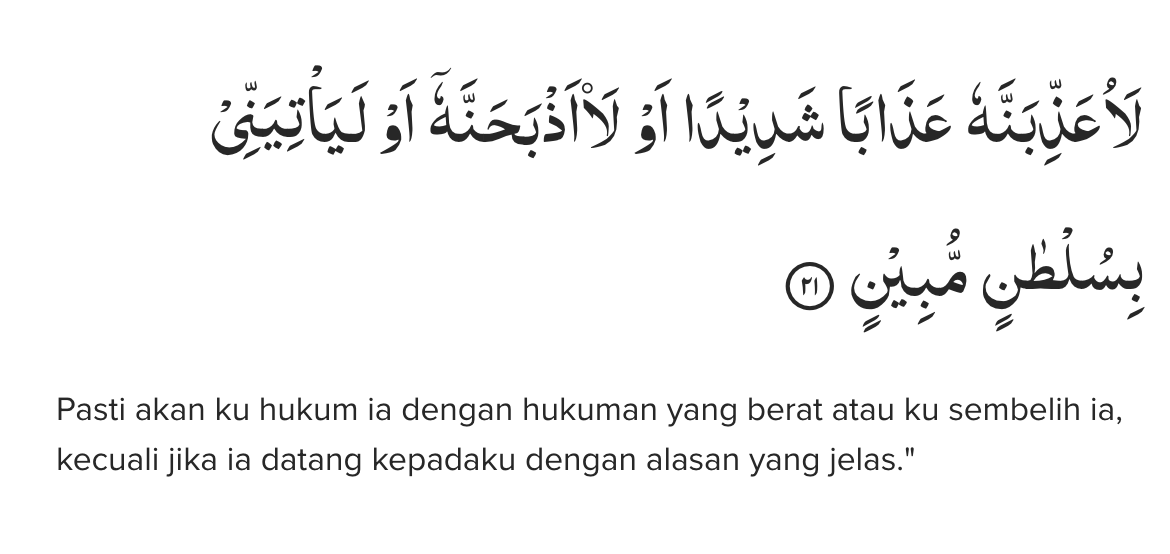 لَاُعَذِّبَنَّهٗ عَذَابًا شَدِيْدًا اَوْ لَا۟اَذْبَحَنَّهٗٓ اَوْ لَيَأْتِيَنِّيْ
بِسُلْطٰنٍ مُّبِيْنٍ ٢١
Pasti akan ku hukum ia dengan hukuman yang berat atau ku sembelih ia,
kecuali jika ia datang kepadaku dengan alasan yang jelas."